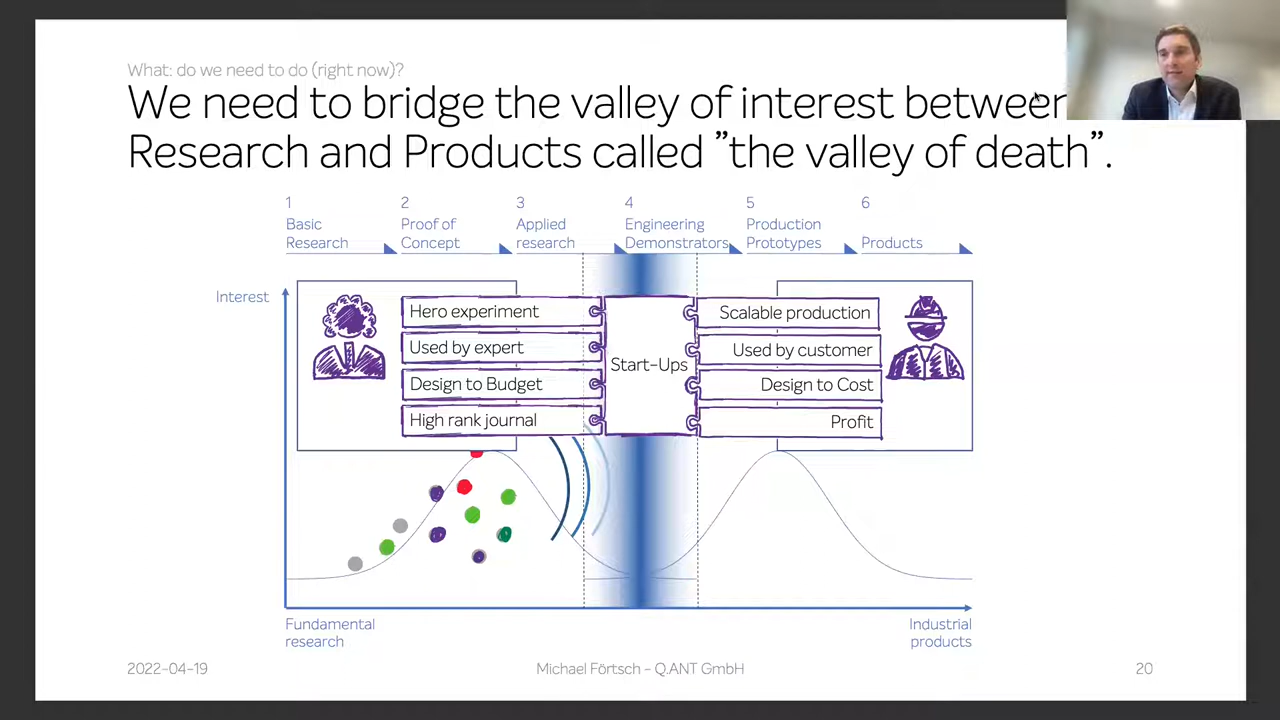 What: do we need to do (right now)?
We need to bridge the valley of interest between
Research and Products called ”the valley of death”.
1
Basic
Research
2
Proof of
Concept
3
Applied
research
4
Engineering
Demonstrators
5
Production
Prototypes
6
Products
Interest
Hero experiment
Used by expert
Design to Budget
High rank journal
Start-Ups
Scalable production
Used by customer
Design to Cost
Profit
Fundamental
research
Industrial
products
2022-04-19
Michael Förtsch - Q.ANT GmbH
20